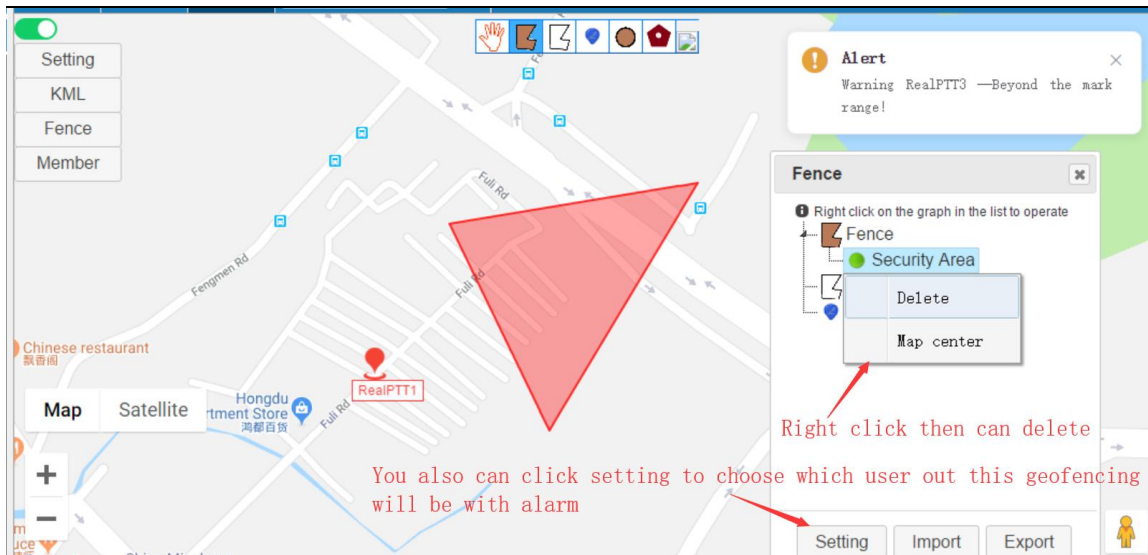 Setting
KML
Fence
Member
Alert
Warning RealPTT3 —Beyond the mark
range!
Fence
Right click on the graph in the list to operate
Fence
Security Area
Delete
Map center
Right click then can delete
You also can click setting to choose which user out this geofencing
will be with alarm
Setting
Import
Export
Fuli Rd
Fengmen Rd
Fuli Rd
Chinese restaurant
飘香阁
RealPTT1
Map
Satellite
Hongdu
rtment Store
鸿都百货
Fuli Rd